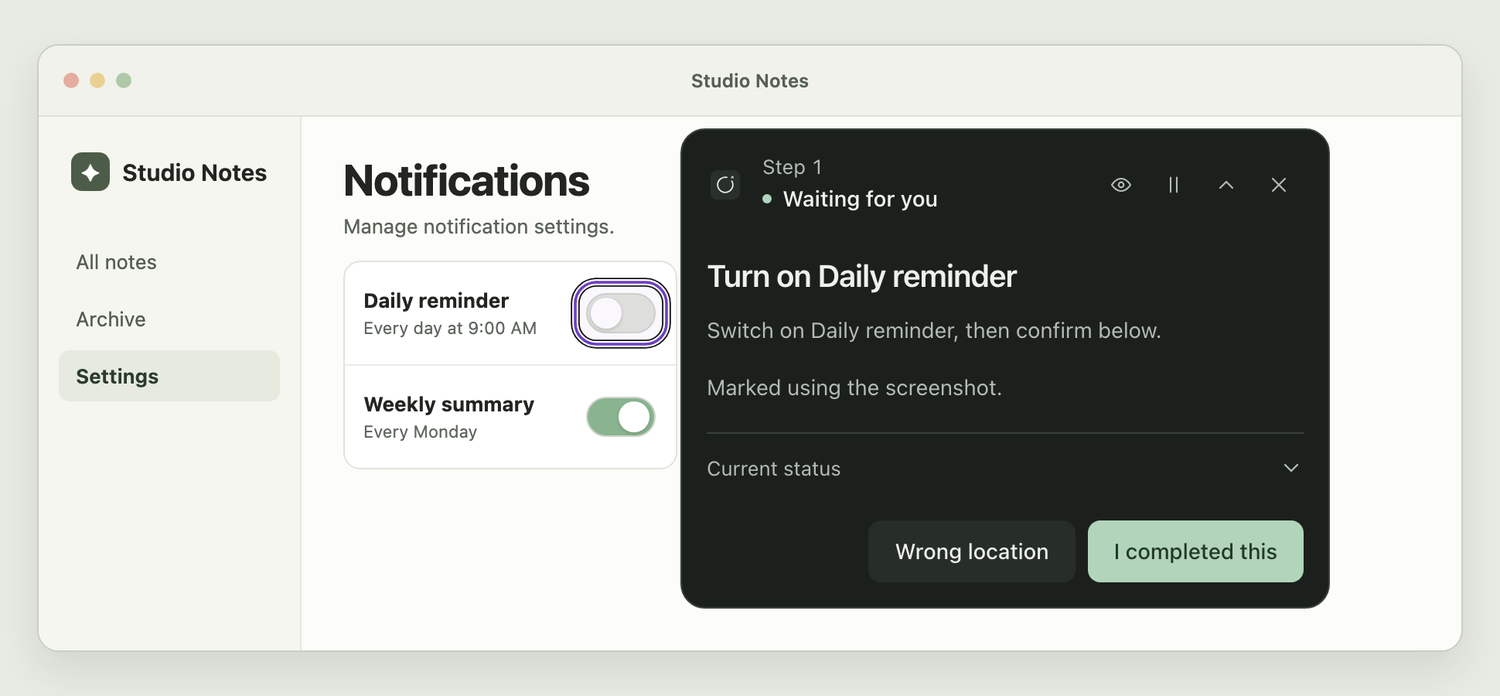 Studio Notes
Studio Notes
All notes
Archive
Settings
Notifications
Manage notification settings.
Daily reminder
Every day at 9:00 AM
Weekly summary
Every Monday
Step 1
Waiting for you
Turn on Daily reminder
Switch on Daily reminder, then confirm below.
Marked using the screenshot.
Current status
Wrong location
I completed this